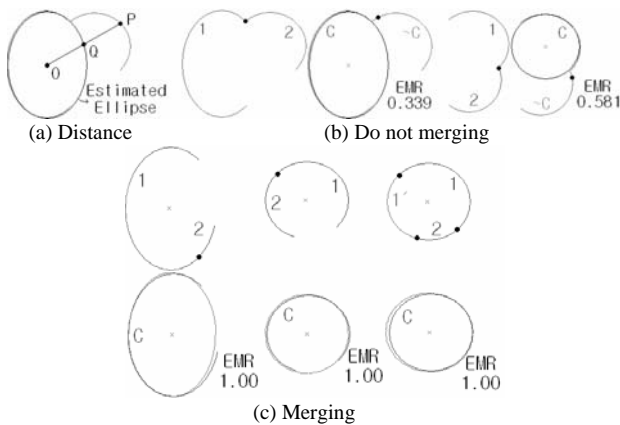 P
Q
O
Estimated
Ellipse
1
2
C
~C
EMR
0.339
1
2
C
~C
EMR
0.581
(a) Distance
(b) Do not merging
1
2
2
1
1′
1
2
C
EMR
1.00
C
EMR
1.00
C
EMR
1.00
(c) Merging